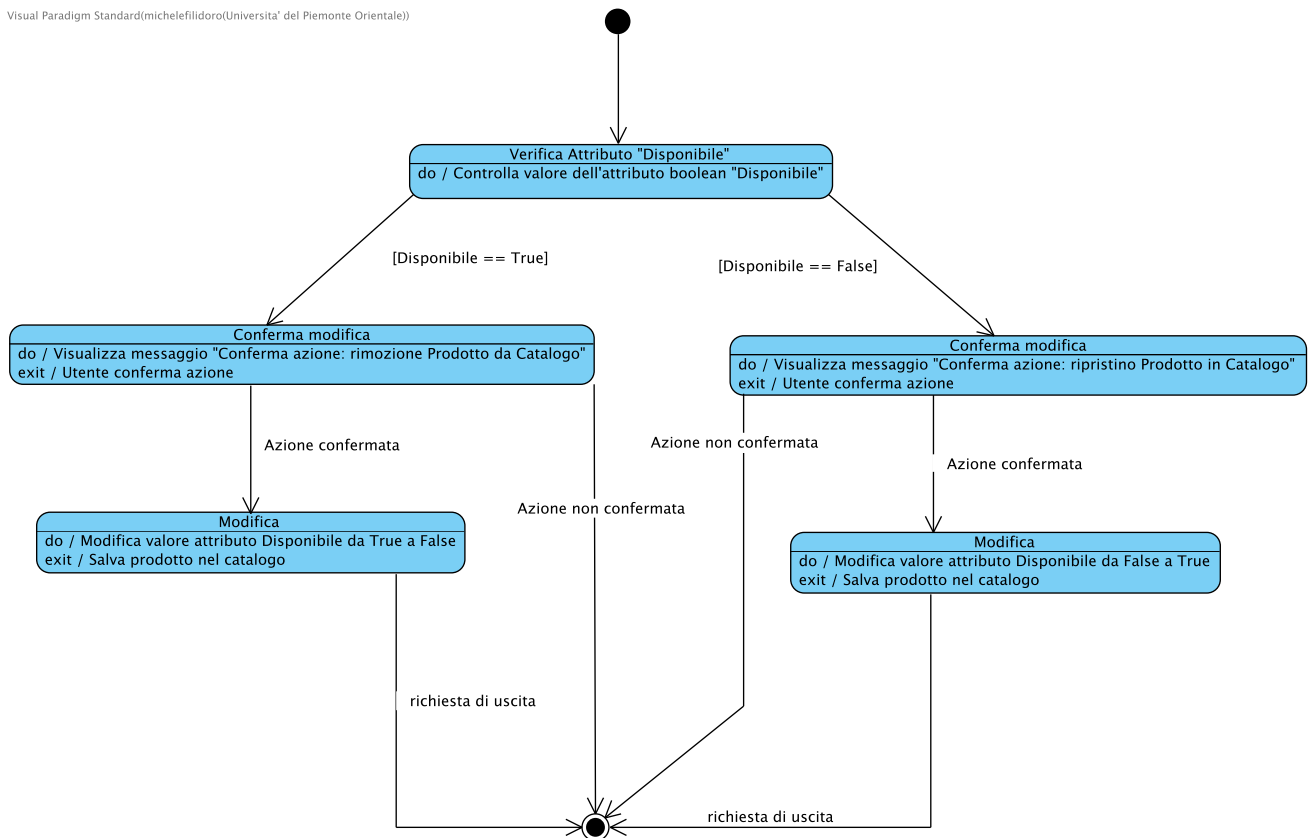 Visual Paradigm Standard(michelefilidoro(Universita' del Piemonte Orientale))
Verifica Attributo "Disponibile"
do / Controlla valore dell'attributo boolean "Disponibile"
[Disponibile == True]
[Disponibile == False]
Conferma modifica
do / Visualizza messaggio "Conferma azione: rimozione Prodotto da Catalogo"
exit / Utente conferma azione
Conferma modifica
do / Visualizza messaggio "Conferma azione: ripristino Prodotto in Catalogo"
exit / Utente conferma azione
Azione confermata
Azione non confermata
Azione non confermata
Azione confermata
Modifica
do / Modifica valore attributo Disponibile da True a False
exit / Salva prodotto nel catalogo
Modifica
do / Modifica valore attributo Disponibile da False a True
exit / Salva prodotto nel catalogo
richiesta di uscita
richiesta di uscita